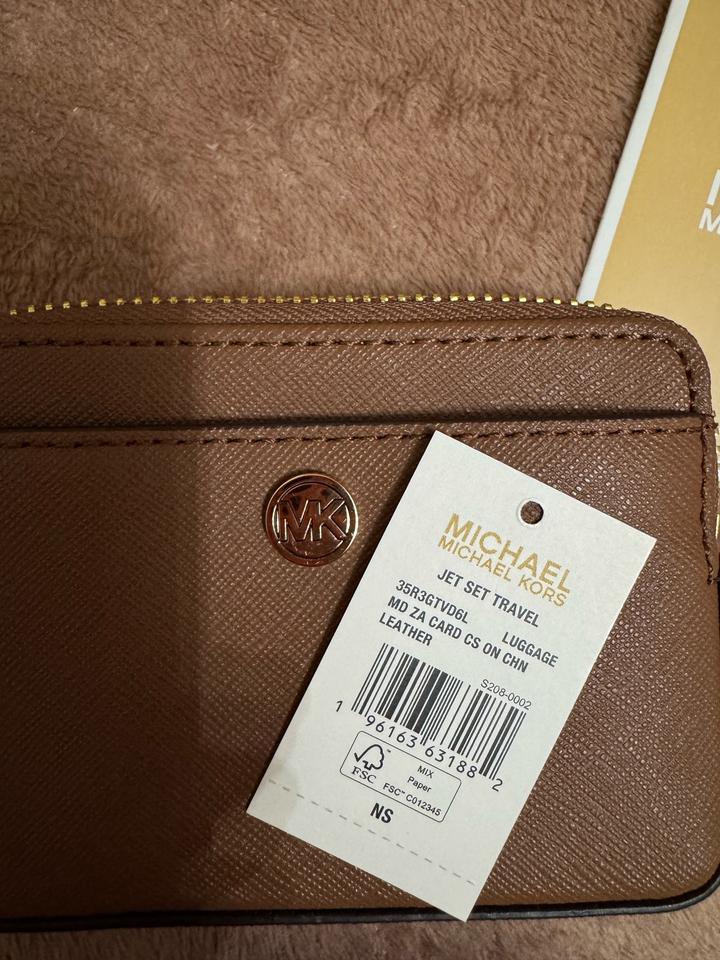 MK
MICHAEL
MICHAEL KORS
JET SET TRAVEL
35R3GTVD6L LUGGAGE
MD ZA CARD CS ON CHN
LEATHER
S208-0002
1 96163 63188 2
FSC™
MIX
Paper
FSC™ C012345
NS
M